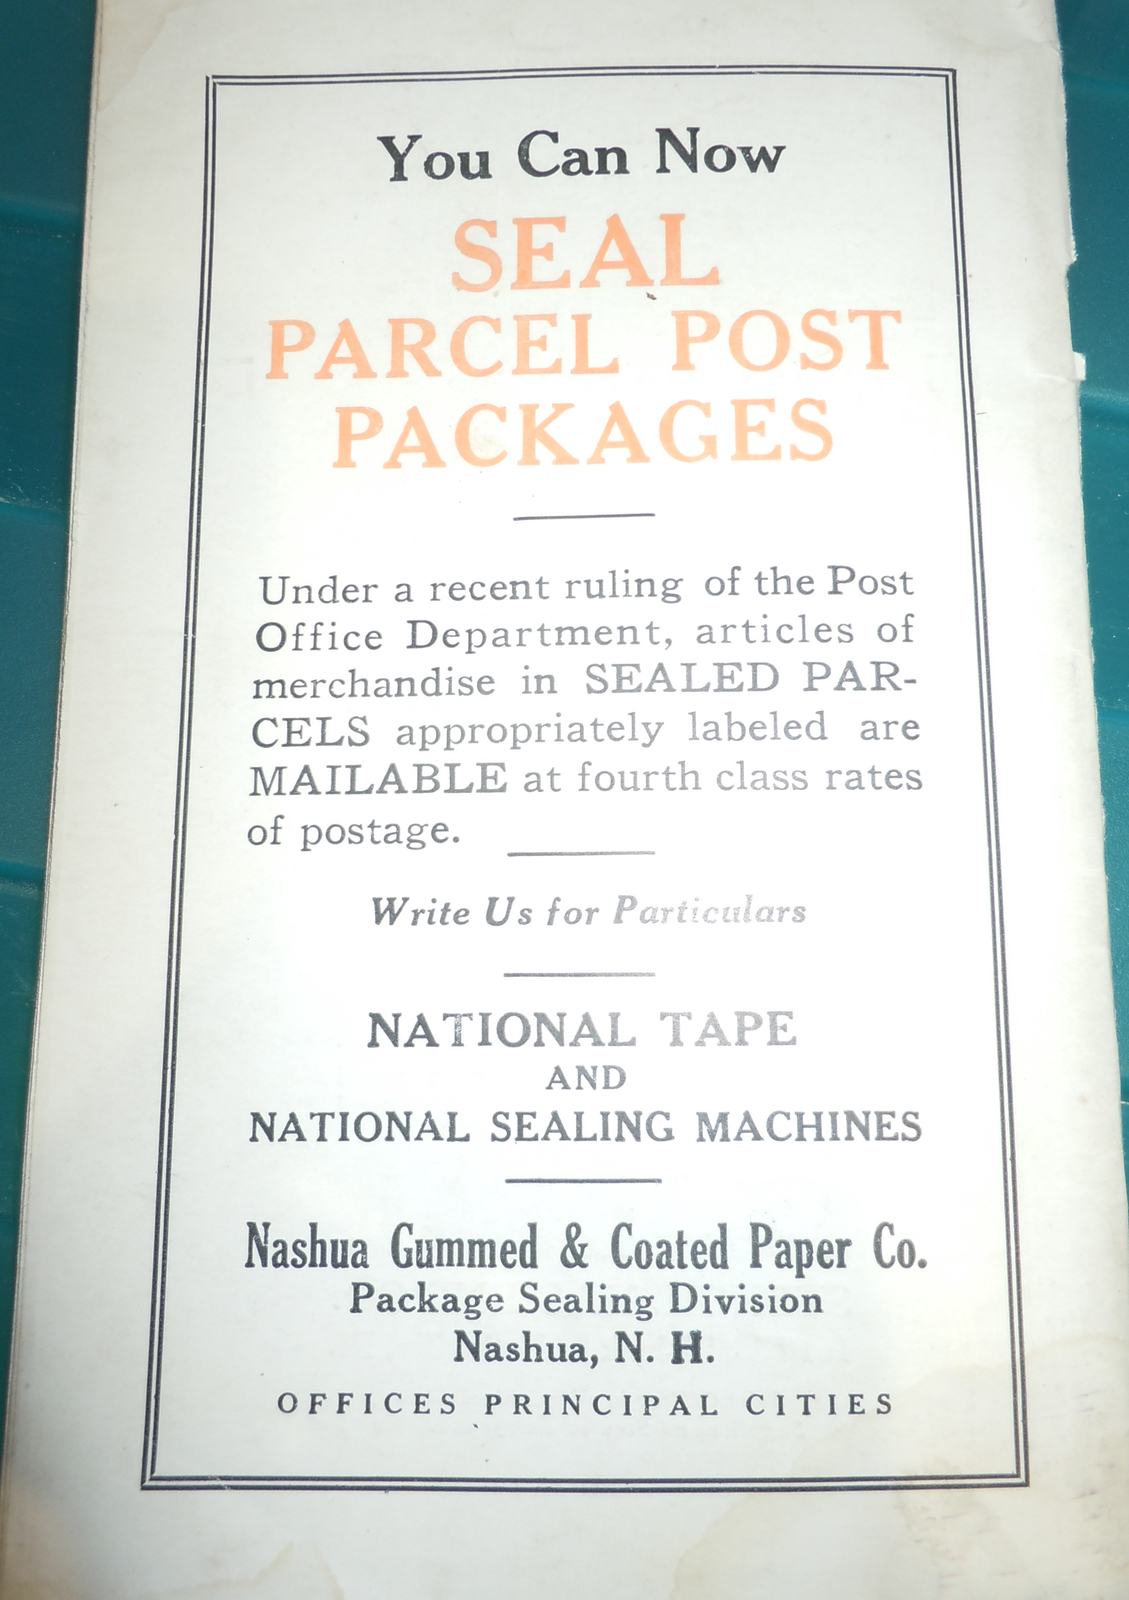 You Can Now
SEAL
PARCEL POST
PACKAGES
Under a recent ruling of the Post
Office Department, articles of
merchandise in SEALED PAR-
CELS appropriately labeled are
MAILABLE at fourth class rates
of postage.
Write Us for Particulars
NATIONAL TAPE
AND
NATIONAL SEALING MACHINES
Nashua Gummed & Coated Paper Co.
Package Sealing Division
Nashua, N. H.
OFFICES PRINCIPAL CITIES